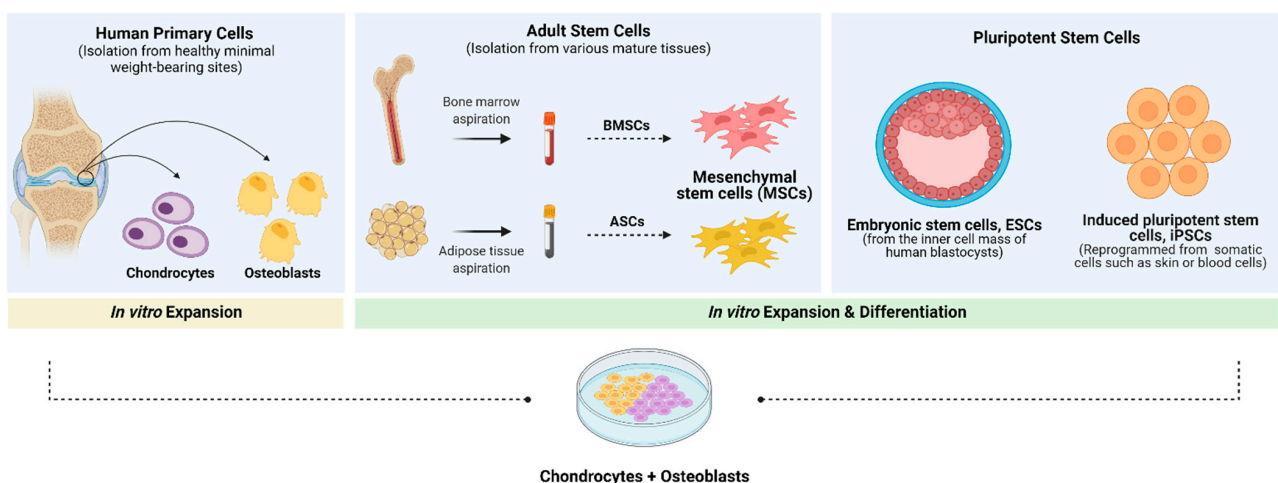 Human Primary Cells
(Isolation from healthy minimal
weight-bearing sites)
Chondrocytes
Osteoblasts
In vitro Expansion
Adult Stem Cells
(Isolation from various mature tissues)
Bone marrow
aspiration
BMSCs
Mesenchymal
stem cells (MSCs)
Adipose tissue
aspiration
ASCs
Pluripotent Stem Cells
Embryonic stem cells, ESCs
(from the inner cell mass of
human blastocysts)
Induced pluripotent stem
cells, iPSCs
(Reprogrammed from somatic
cells such as skin or blood cells)
In vitro Expansion & Differentiation
Chondrocytes + Osteoblasts